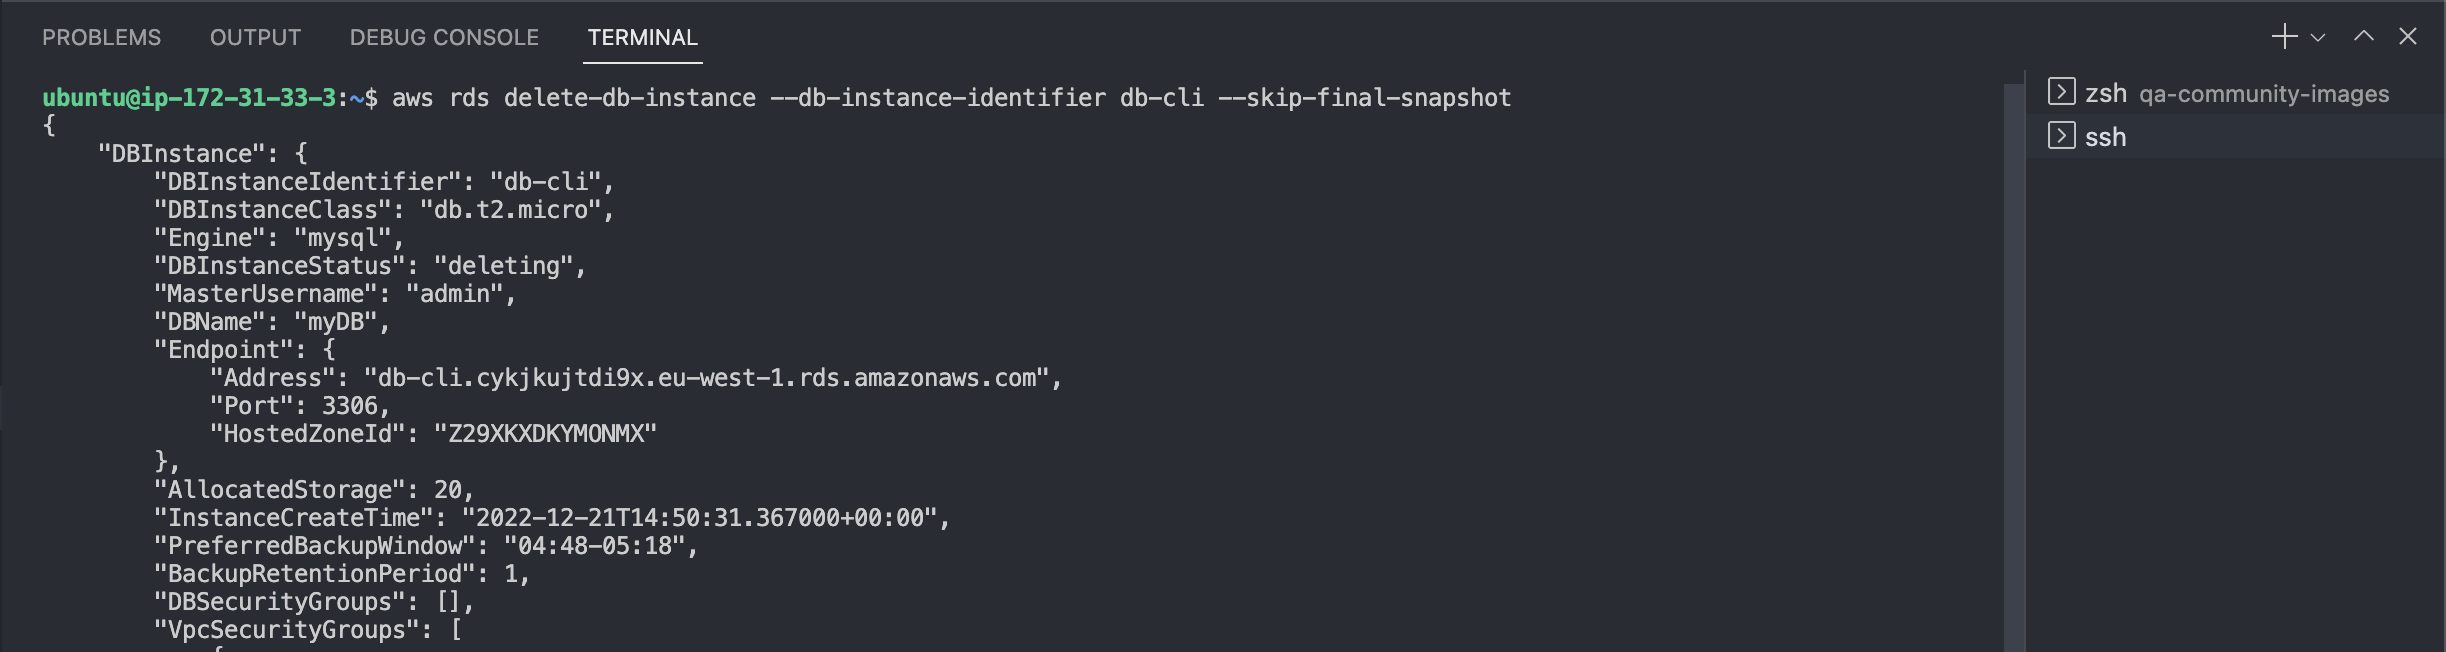 PROBLEMS OUTPUT DEBUG CONSOLE TERMINAL
ubuntu@ip-172-31-33-3:~$ aws rds delete-db-instance --db-instance-identifier db-cli --skip-final-snapshot
{
    "DBInstance": {
        "DBInstanceIdentifier": "db-cli",
        "DBInstanceClass": "db.t2.micro",
        "Engine": "mysql",
        "DBInstanceStatus": "deleting",
        "MasterUsername": "admin",
        "DBName": "myDB",
        "Endpoint": {
            "Address": "db-cli.cykjkujtdi9x.eu-west-1.rds.amazonaws.com",
            "Port": 3306,
            "HostedZoneId": "Z29XKXDKYMONMX"
        },
        "AllocatedStorage": 20,
        "InstanceCreateTime": "2022-12-21T14:50:31.367000+00:00",
        "PreferredBackupWindow": "04:48-05:18",
        "BackupRetentionPeriod": 1,
        "DBSecurityGroups": [],
        "VpcSecurityGroups": [
            {
zsh qa-community-images
ssh